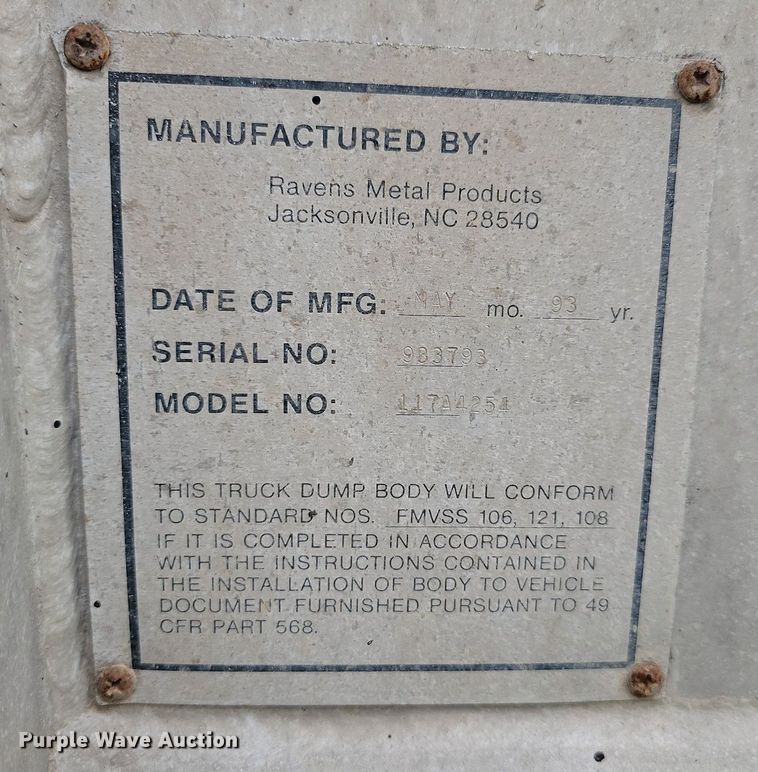 MANUFACTURED BY:
Ravens Metal Products
Jacksonville, NC 28540
DATE OF MFG: MAY mo. 93 yr.
SERIAL NO: 983793
MODEL NO: 117A4254
THIS TRUCK DUMP BODY WILL CONFORM
TO STANDARD NOS. FMVSS 106, 121, 108
IF IT IS COMPLETED IN ACCORDANCE
WITH THE INSTRUCTIONS CONTAINED IN
THE INSTALLATION OF BODY TO VEHICLE
DOCUMENT FURNISHED PURSUANT TO 49
CFR PART 568.
Purple Wave Auction